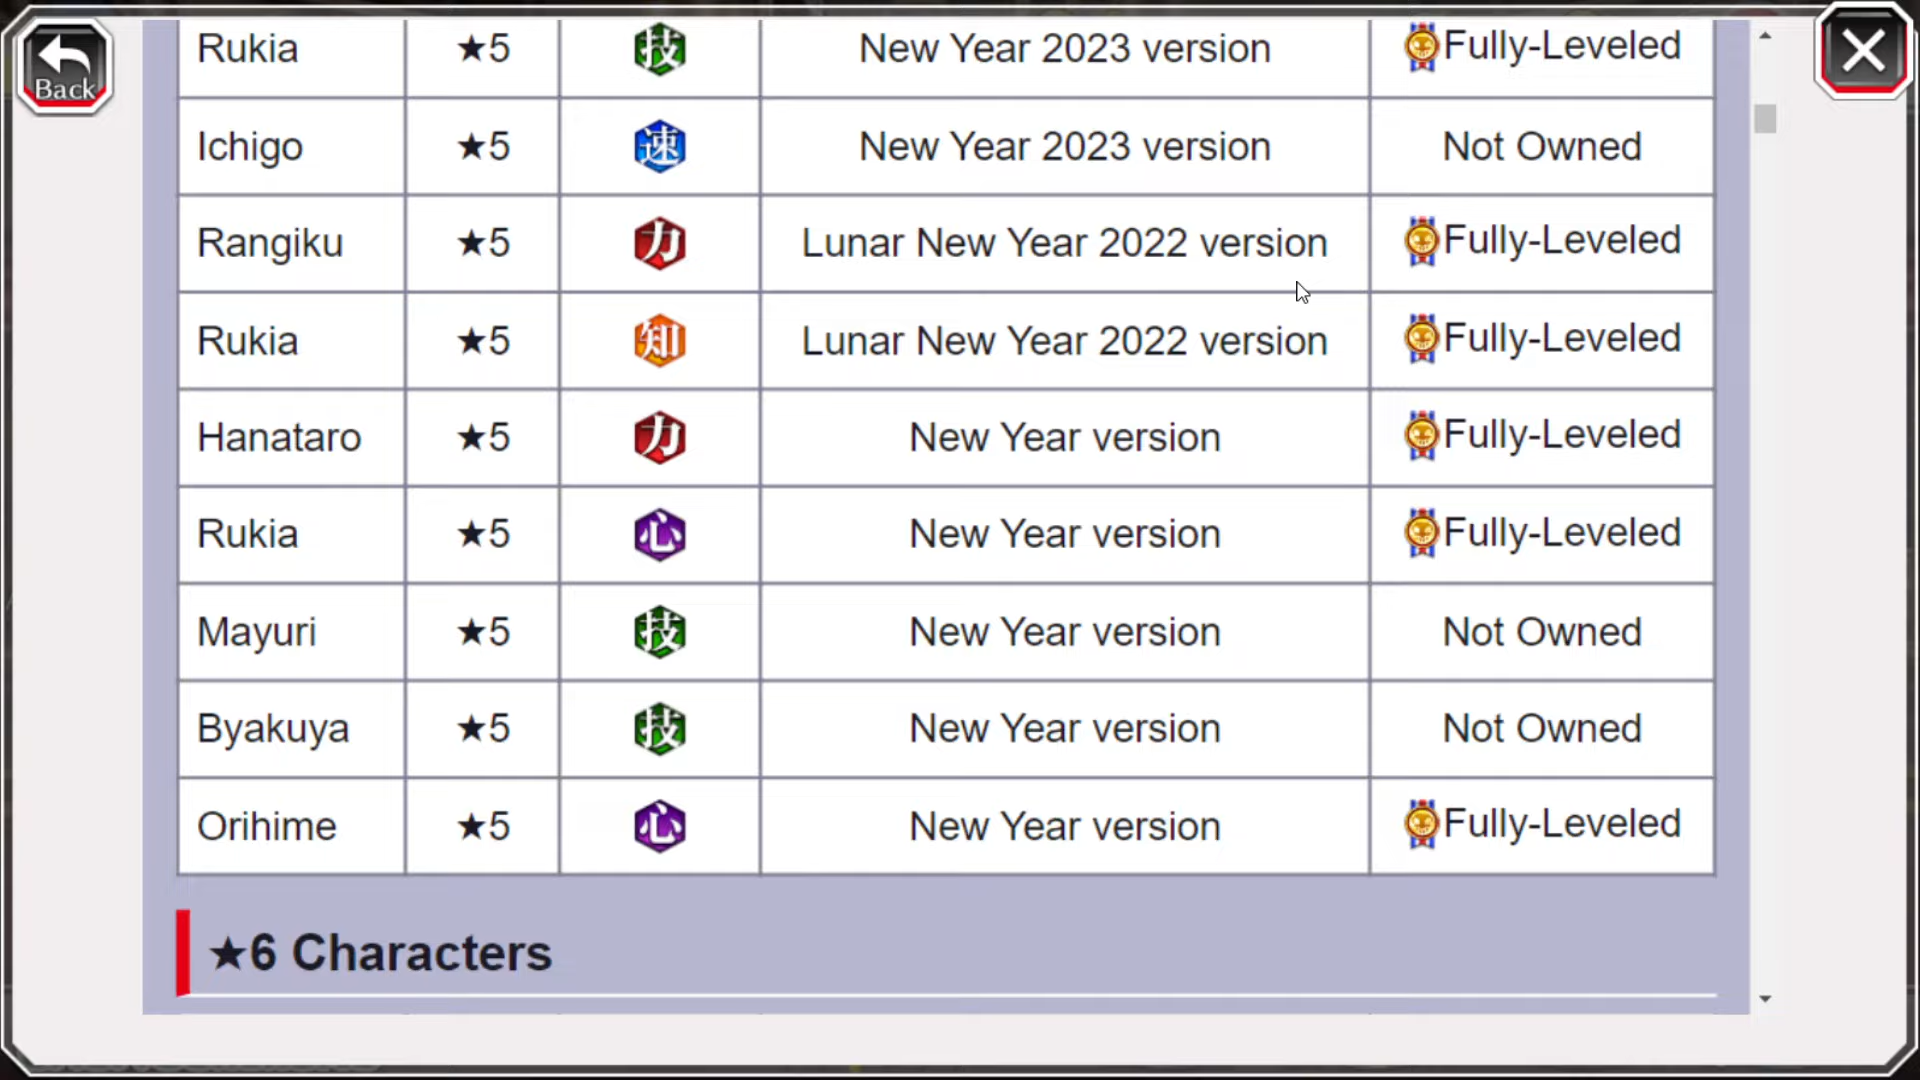 Back
Rukia ★5 技 New Year 2023 version Fully-Leveled
Ichigo ★5 速 New Year 2023 version Not Owned
Rangiku ★5 力 Lunar New Year 2022 version Fully-Leveled
Rukia ★5 知 Lunar New Year 2022 version Fully-Leveled
Hanataro ★5 力 New Year version Fully-Leveled
Rukia ★5 心 New Year version Fully-Leveled
Mayuri ★5 技 New Year version Not Owned
Byakuya ★5 技 New Year version Not Owned
Orihime ★5 心 New Year version Fully-Leveled
★6 Characters